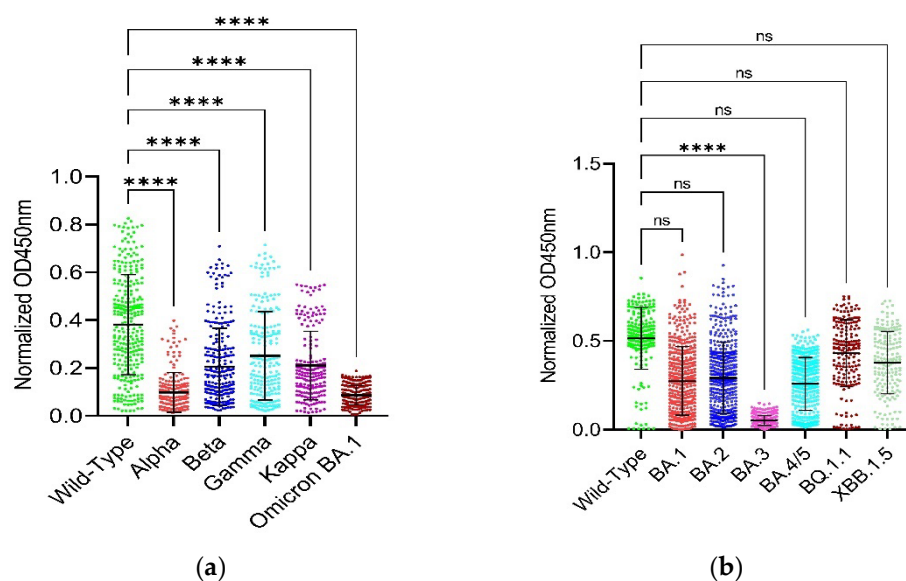 ****
****
****
****
****
Normalized OD450nm
1.0
0.8
0.6
0.4
0.2
0.0
Wild-Type
Alpha
Beta
Gamma
Kappa
Omicron BA.1
(a)
ns
ns
ns
****
ns
ns
Normalized OD450nm
1.5
1.0
0.5
0.0
Wild-Type
BA.1
BA.2
BA.3
BA.4/5
BQ.1.1
XBB.1.5
(b)